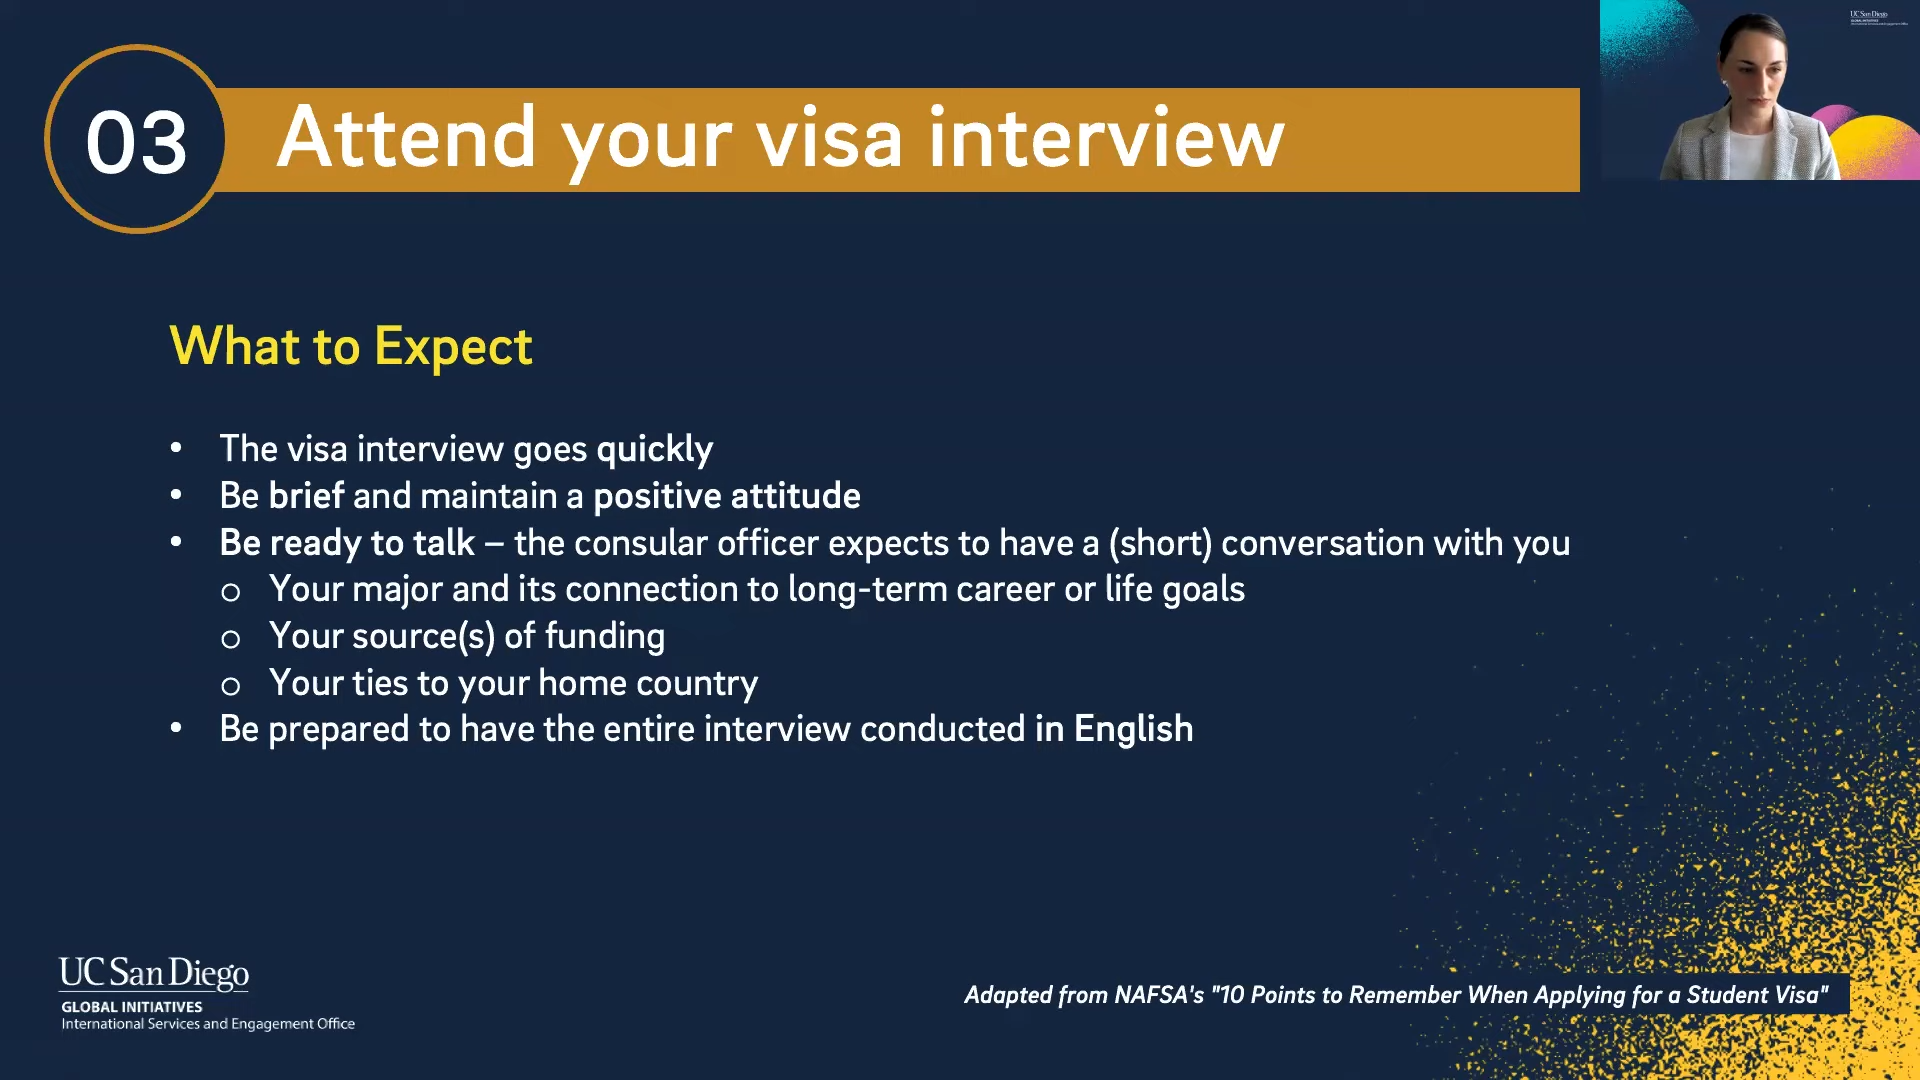 03
Attend your visa interview
UC San Diego
What to Expect
• The visa interview goes quickly
• Be brief and maintain a positive attitude
• Be ready to talk – the consular officer expects to have a (short) conversation with you
o Your major and its connection to long-term career or life goals
o Your source(s) of funding
o Your ties to your home country
• Be prepared to have the entire interview conducted in English
UC San Diego
GLOBAL INITIATIVES
International Services and Engagement Office
Adapted from NAFSA's "10 Points to Remember When Applying for a Student Visa"